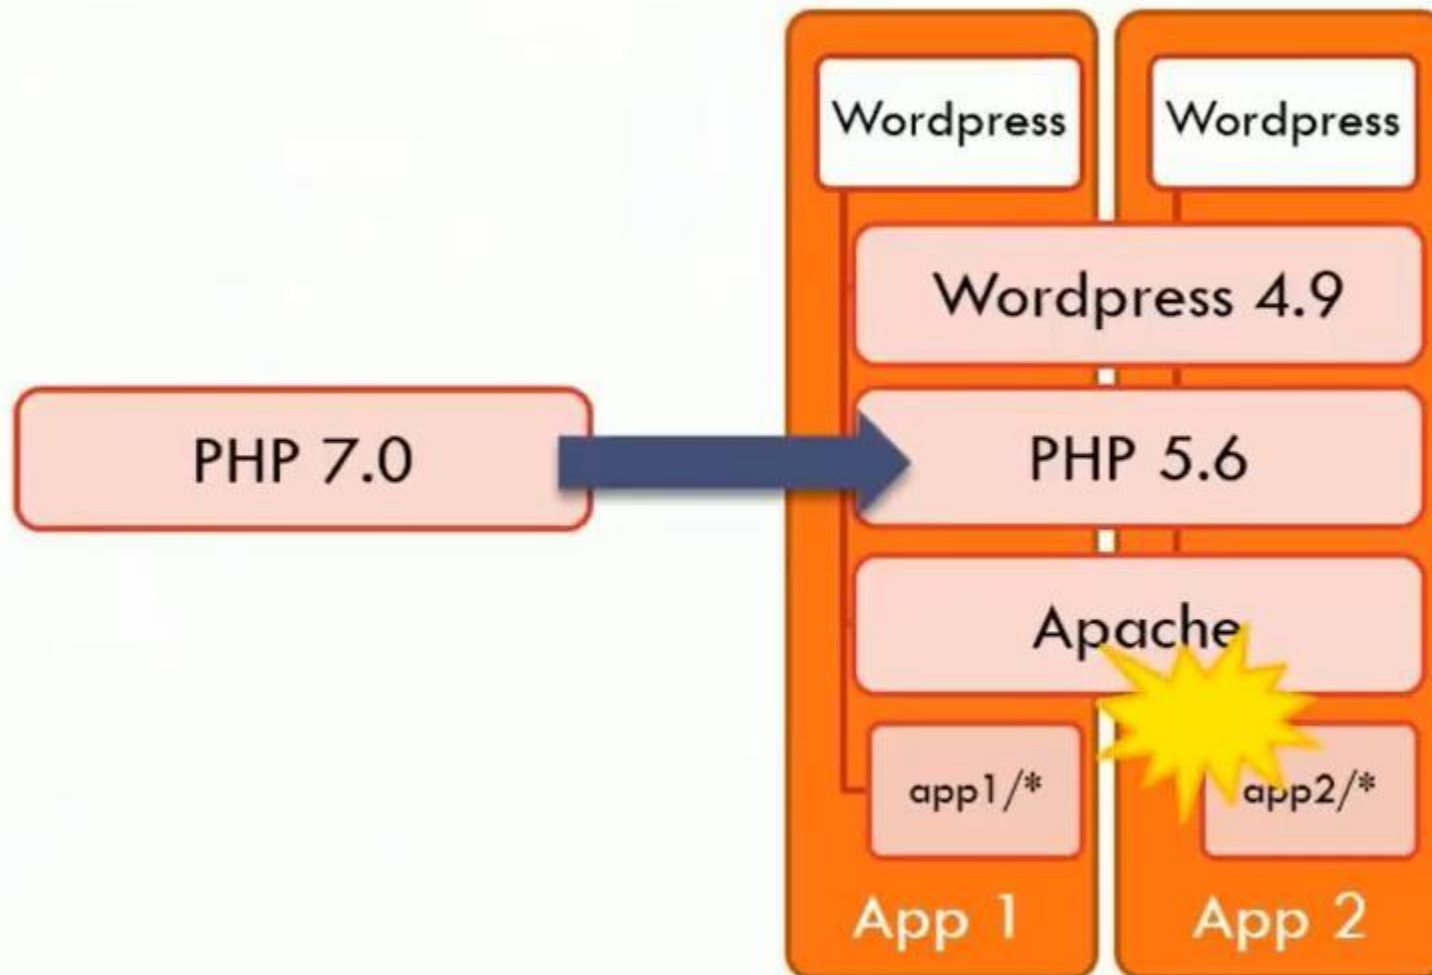 Wordpress
Wordpress
Wordpress 4.9
PHP 7.0
PHP 5.6
Apache
app1/*
app2/*
App 1
App 2